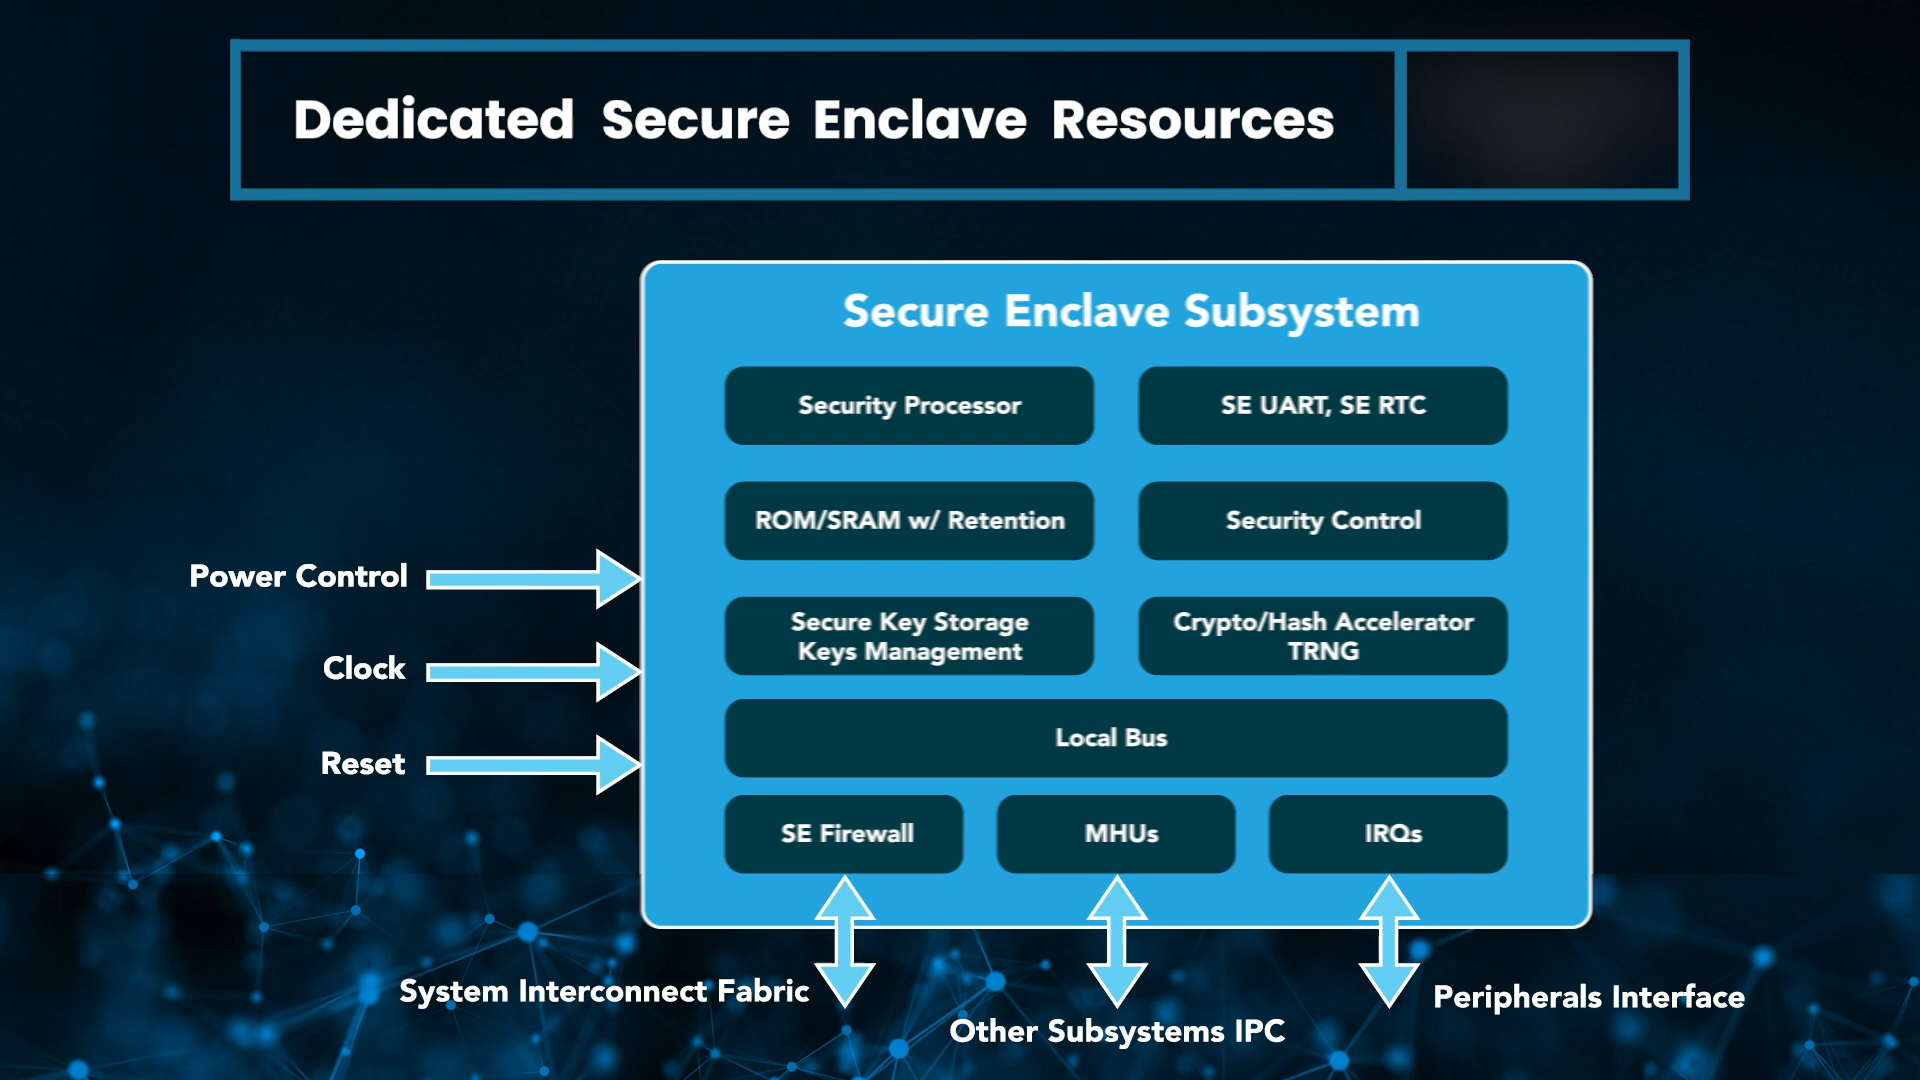 Dedicated Secure Enclave Resources
Secure Enclave Subsystem
Security Processor
SE UART, SE RTC
ROM/SRAM w/ Retention
Security Control
Secure Key Storage
Keys Management
Crypto/Hash Accelerator
TRNG
Local Bus
SE Firewall
MHUs
IRQs
Power Control
Clock
Reset
System Interconnect Fabric
Other Subsystems IPC
Peripherals Interface